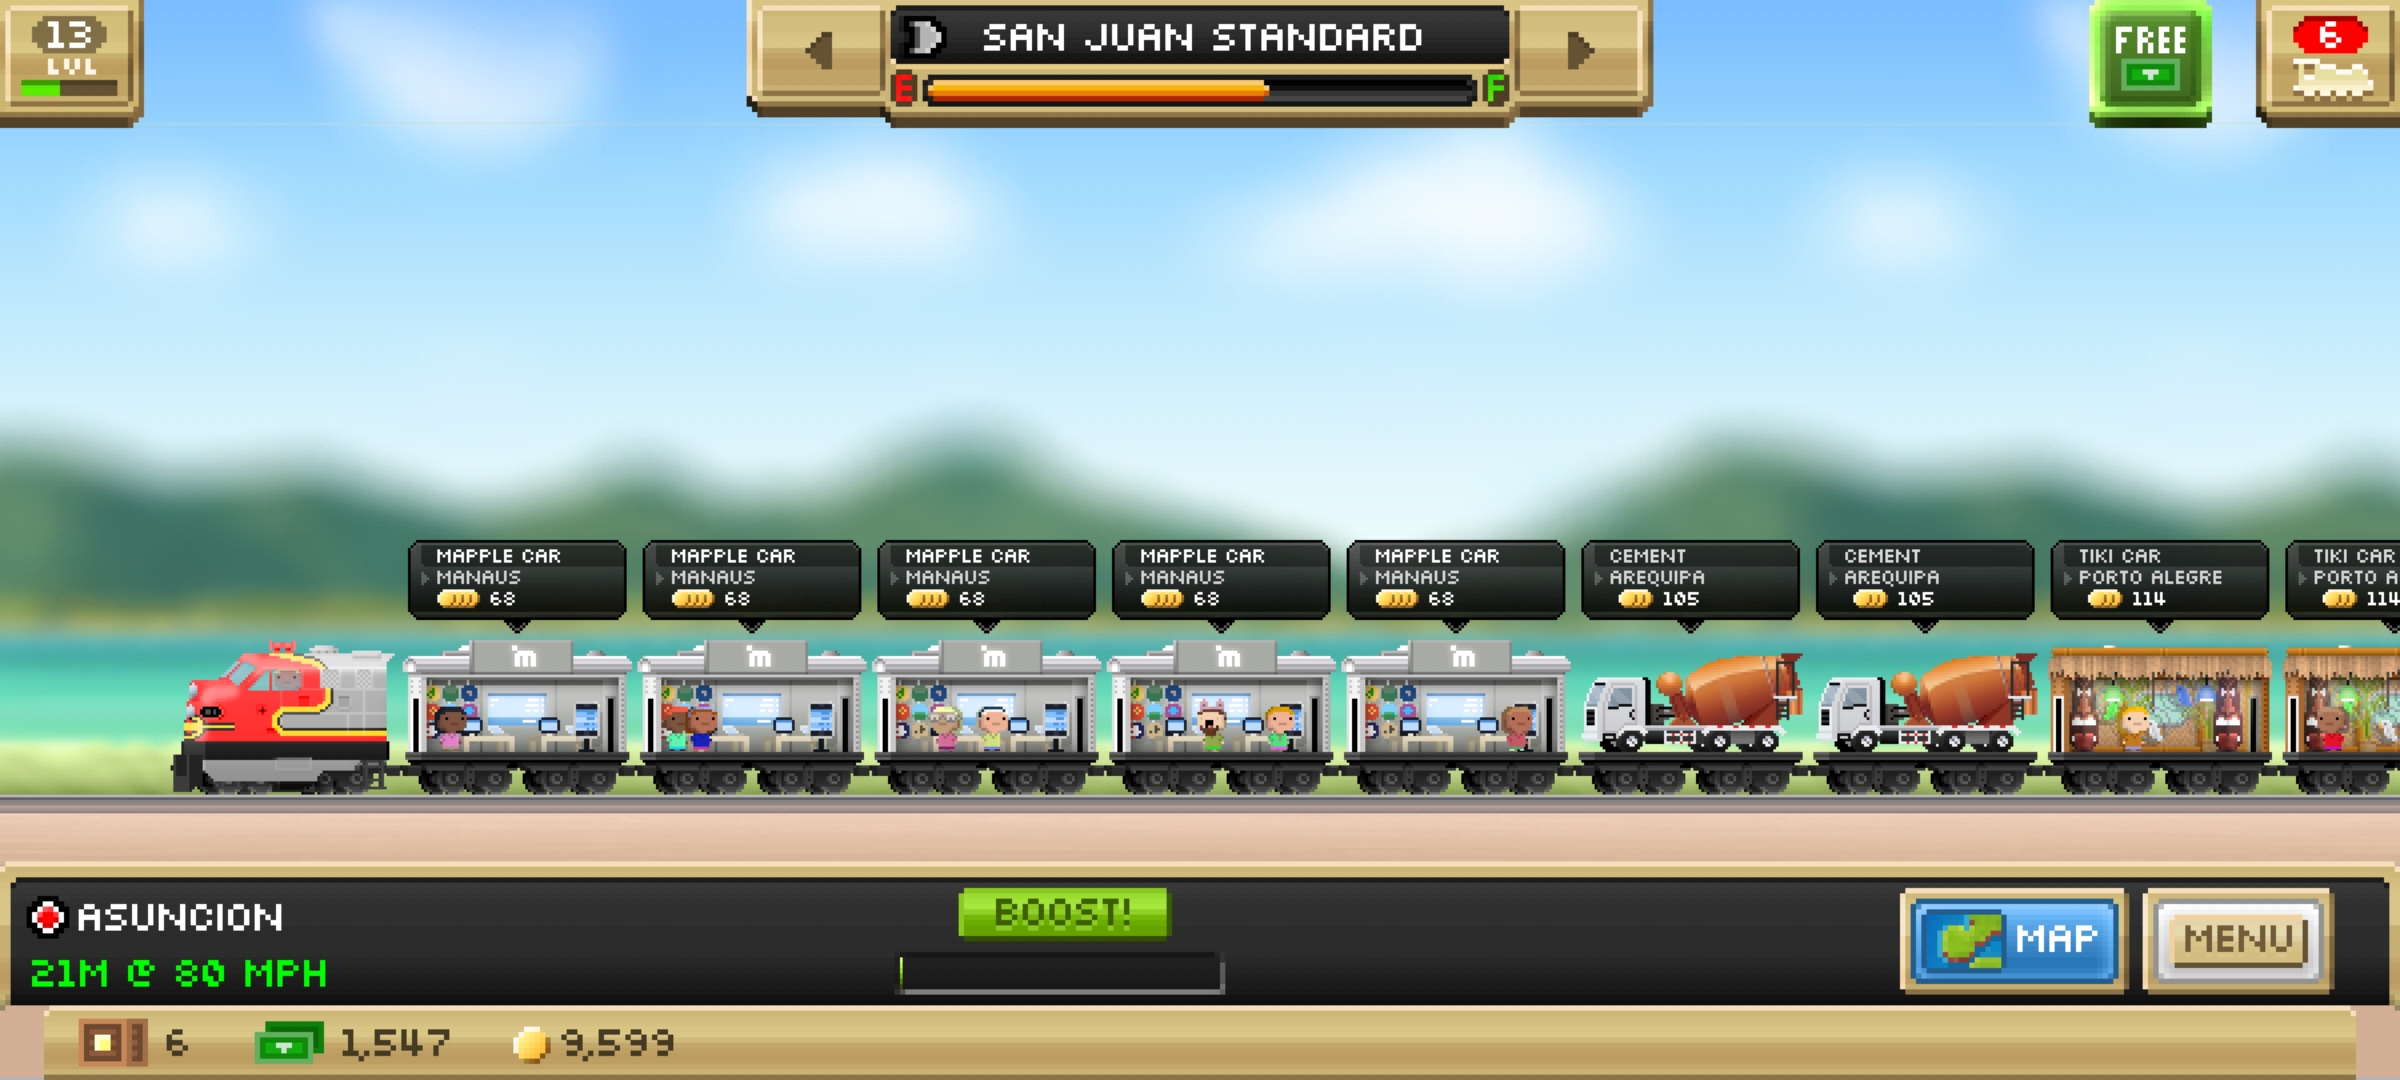 13
LVL
SAN JUAN STANDARD
E F
FREE
6
MAPPLE CAR
MANAUS
68
MAPPLE CAR
MANAUS
68
MAPPLE CAR
MANAUS
68
MAPPLE CAR
MANAUS
68
MAPPLE CAR
MANAUS
68
CEMENT
AREQUIPA
105
CEMENT
AREQUIPA
105
TIKI CAR
PORTO ALEGRE
114
TIKI CAR
PORTO A
114
m
m
m
m
m
ASUNCION
21M @ 80 MPH
BOOST!
MAP
MENU
6
1,547
9,599